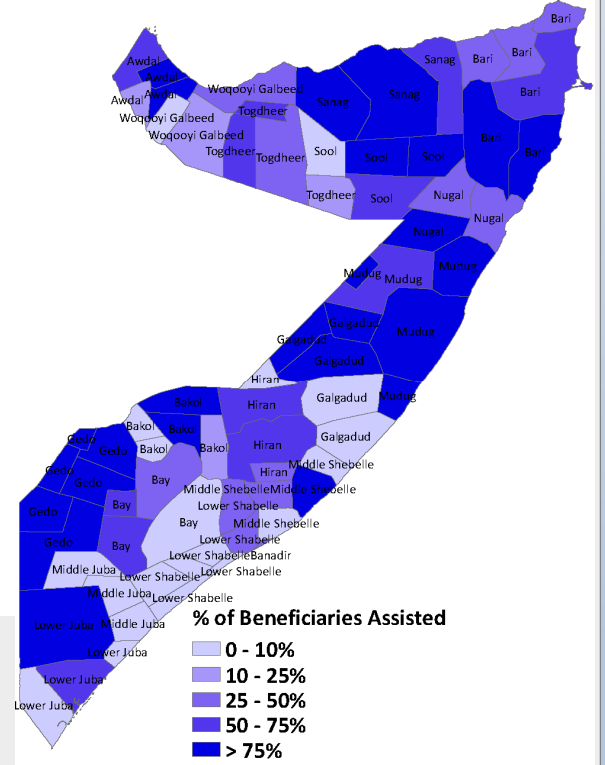 Bari
Awdal
Sanag
Bari
Bari
Awdal
Woqooyi Galbeed
Bari
Awdal
Awdal
Sanag
Sanag
Togdheer
Woqooyi Galbeed
Woqooyi Galbeed
Bari
Togdheer
Togdheer
Sool
Sool
Sool
Bari
Togdheer
Sool
Nugal
Nugal
Nugal
Mudug
Mudug
Mudug
Galgadud
Mudug
Galgadud
Galgadud
Hiran
Mudug
Galgadud
Bakol
Hiran
Bakol
Bakol
Galgadud
Gedo
Gedo
Bakol
Bakol
Hiran
Middle Shebelle
Gedo
Gedo
Bay
Hiran
Middle Shebelle
Middle Shebelle
Bay
Lower Shabelle
Gedo
Bay
Middle Shebelle
Gedo
Bay
Lower Shabelle
Lower Shabelle
Banadir
Middle Juba
Lower Shabelle
Lower Shabelle
Middle Juba
Lower Shabelle
Lower Juba
Middle Juba
Lower Juba
Lower Juba
Lower Juba
% of Beneficiaries Assisted
0 - 10%
10 - 25%
25 - 50%
50 - 75%
> 75%